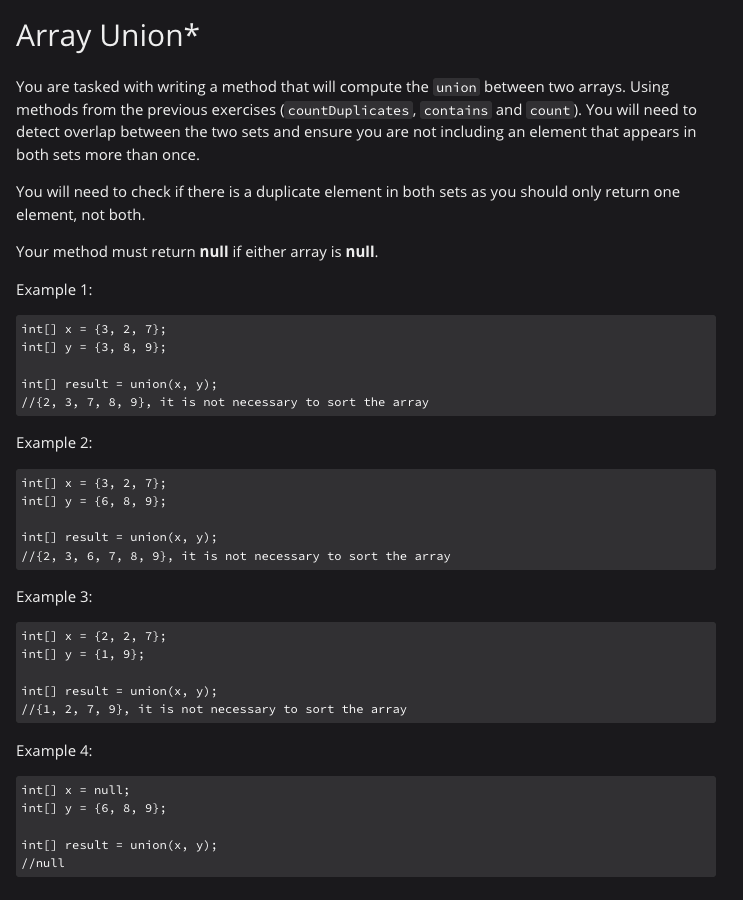 Array Union*
You are tasked with writing a method that will compute the union between two arrays. Using
methods from the previous exercises (countDuplicates, contains and count). You will need to
detect overlap between the two sets and ensure you are not including an element that appears in
both sets more than once.
You will need to check if there is a duplicate element in both sets as you should only return one
element, not both.
Your method must return null if either array is null.
Example 1:
int[] x = {3, 2, 7};
int[] y = {3, 8, 9};
int[] result = union(x, y);
//{2, 3, 7, 8, 9}, it is not necessary to sort the array
Example 2:
int[] x = {3, 2, 7};
int[] y = {6, 8, 9};
int[] result = union(x, y);
//{2, 3, 6, 7, 8, 9}, it is not necessary to sort the array
Example 3:
int[] x = {2, 2, 7};
int[] y = {1, 9};
int[] result = union(x, y);
//{1, 2, 7, 9}, it is not necessary to sort the array
Example 4:
int[] x = null;
int[] y = {6, 8, 9};
int[] result = union(x, y);
//null